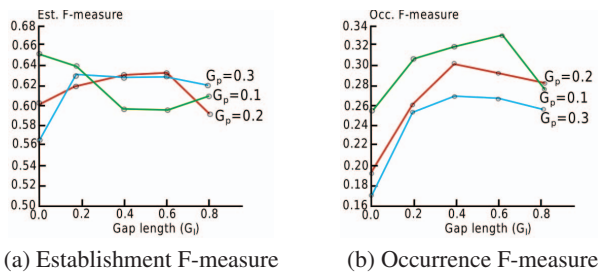 Est. F-measure
0.68
0.66
0.64
0.62
0.60
0.58
0.56
0.54
0.52
0.50
0.0 0.2 0.4 0.6 0.8
Gap length (Gl)
Gp=0.3
Gp=0.1
Gp=0.2
(a) Establishment F-measure
Occ. F-measure
0.34
0.32
0.30
0.28
0.26
0.24
0.22
0.20
0.18
0.16
0.0 0.2 0.4 0.6 0.8
Gap length (Gl)
Gp=0.2
Gp=0.1
Gp=0.3
(b) Occurrence F-measure